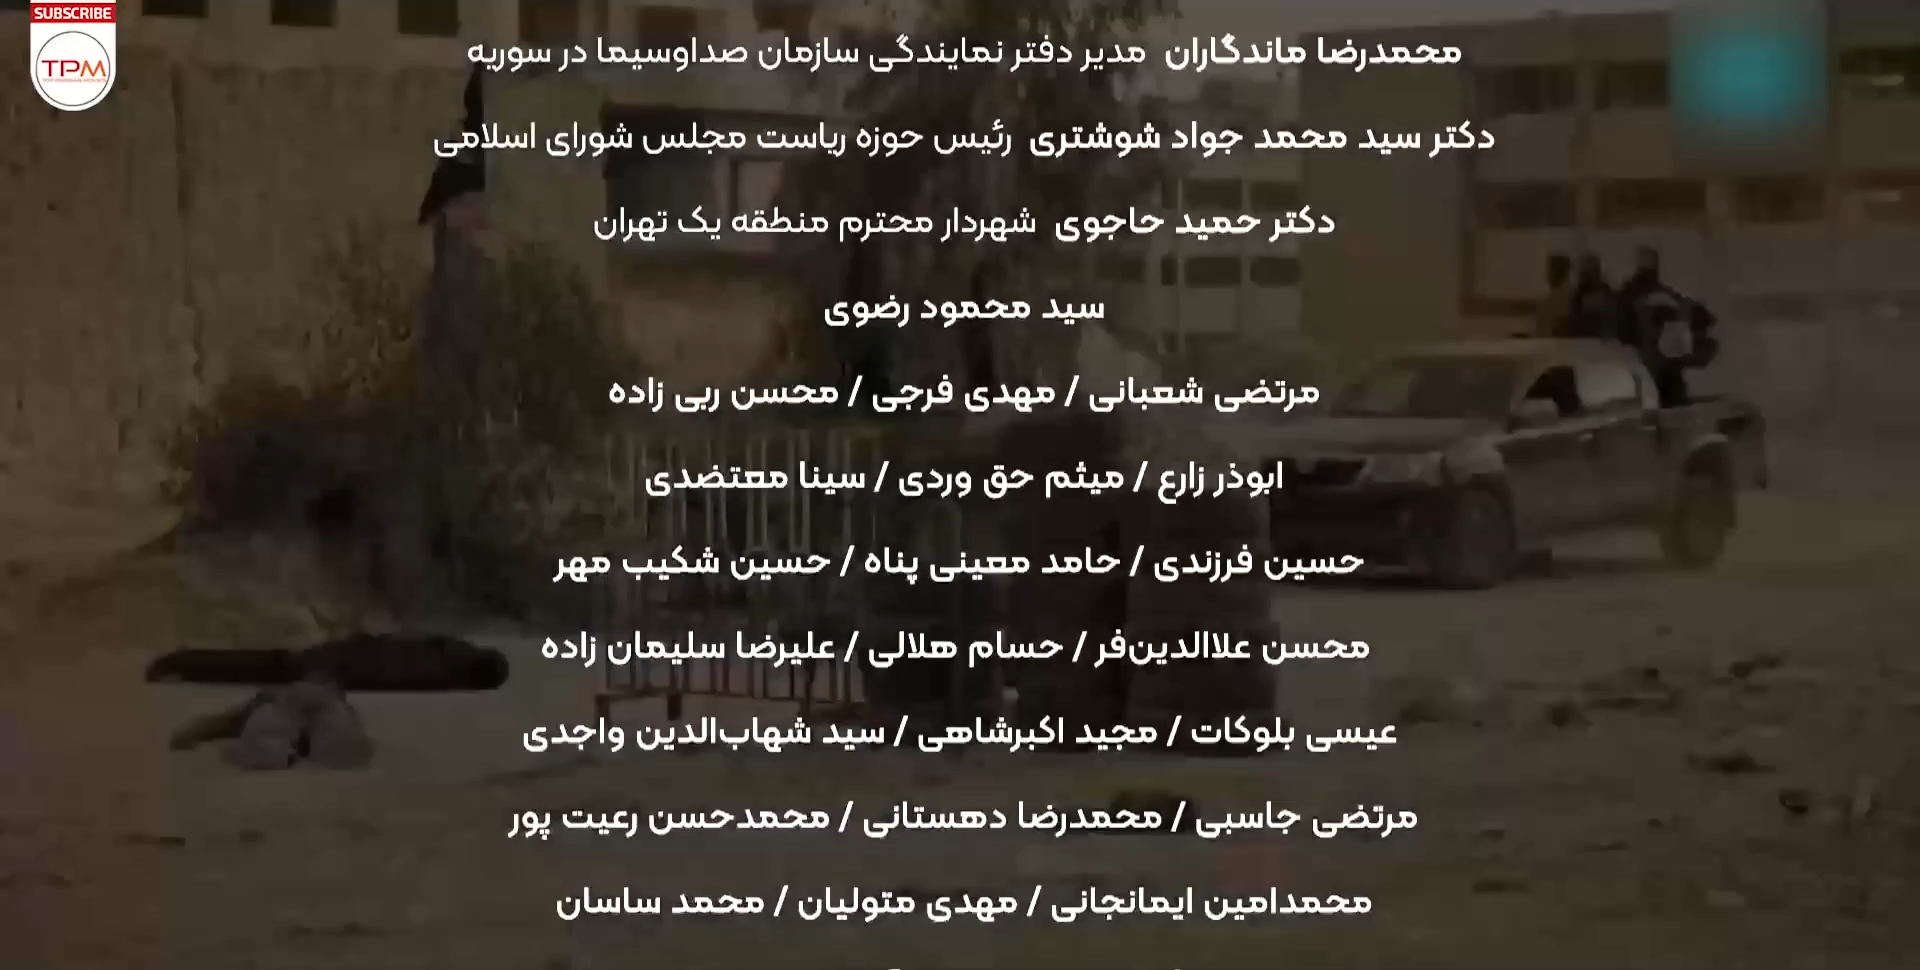 SUBSCRIBE
TPM
محمدرضا ماندگاران مدیر دفتر نمایندگی سازمان صداوسیما در سوریه
دکتر سید محمد جواد شوشتری رئیس حوزه ریاست مجلس شورای اسلامی
دکتر حمید حاجوی شهردار محترم منطقه یک تهران
سید محمود رضوی
مرتضی شعبانی / مهدی فرجی / محسن ربی زاده
ابوذر زارع / میثم حق وردی / سینا معتضدی
حسین فرزندی / حامد معینی پناه / حسین شکیب مهر
محسن علاالدین‌فر / حسام هلالی / علیرضا سلیمان زاده
عیسی بلوکات / مجید اکبرشاهی / سید شهاب‌الدین واجدی
مرتضی جاسبی / محمدرضا دهستانی / محمدحسن رعیت پور
محمدامین ایمانجانی / مهدی متولیان / محمد ساسان